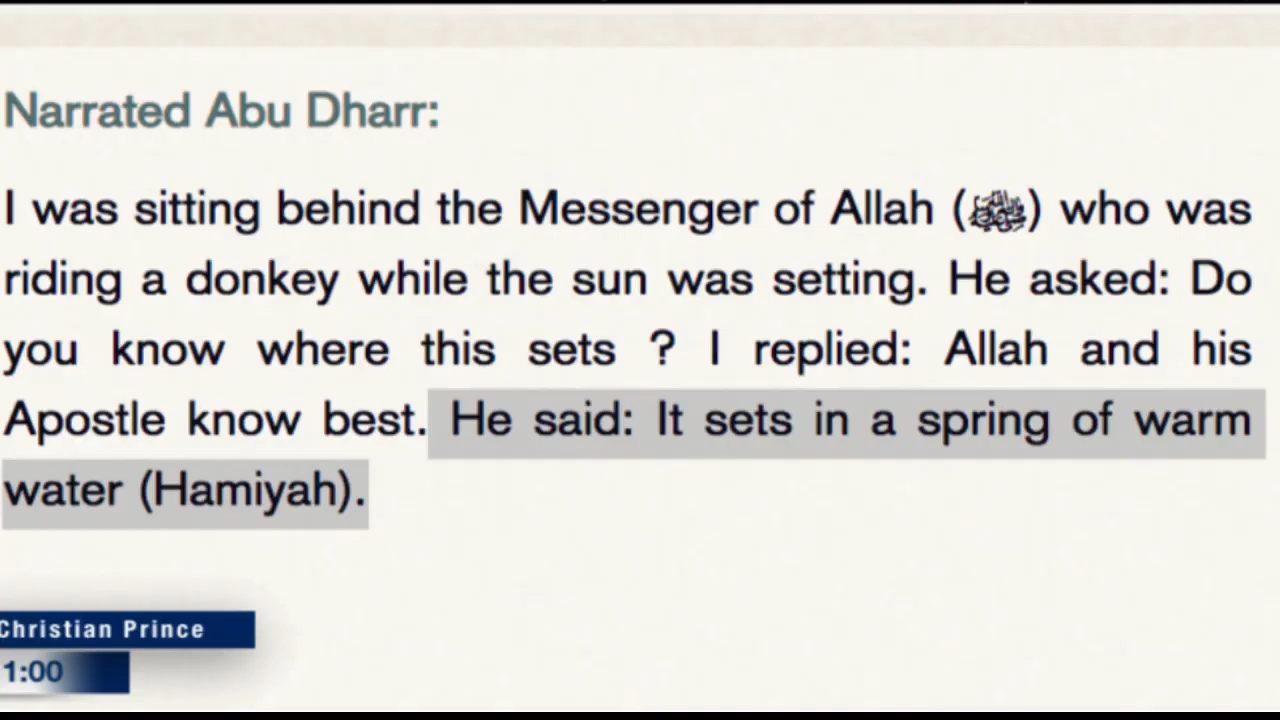 Narrated Abu Dharr:
I was sitting behind the Messenger of Allah (ﷺ) who was
riding a donkey while the sun was setting. He asked: Do
you know where this sets ? I replied: Allah and his
Apostle know best. He said: It sets in a spring of warm
water (Hamiyah).
Christian Prince
1:00